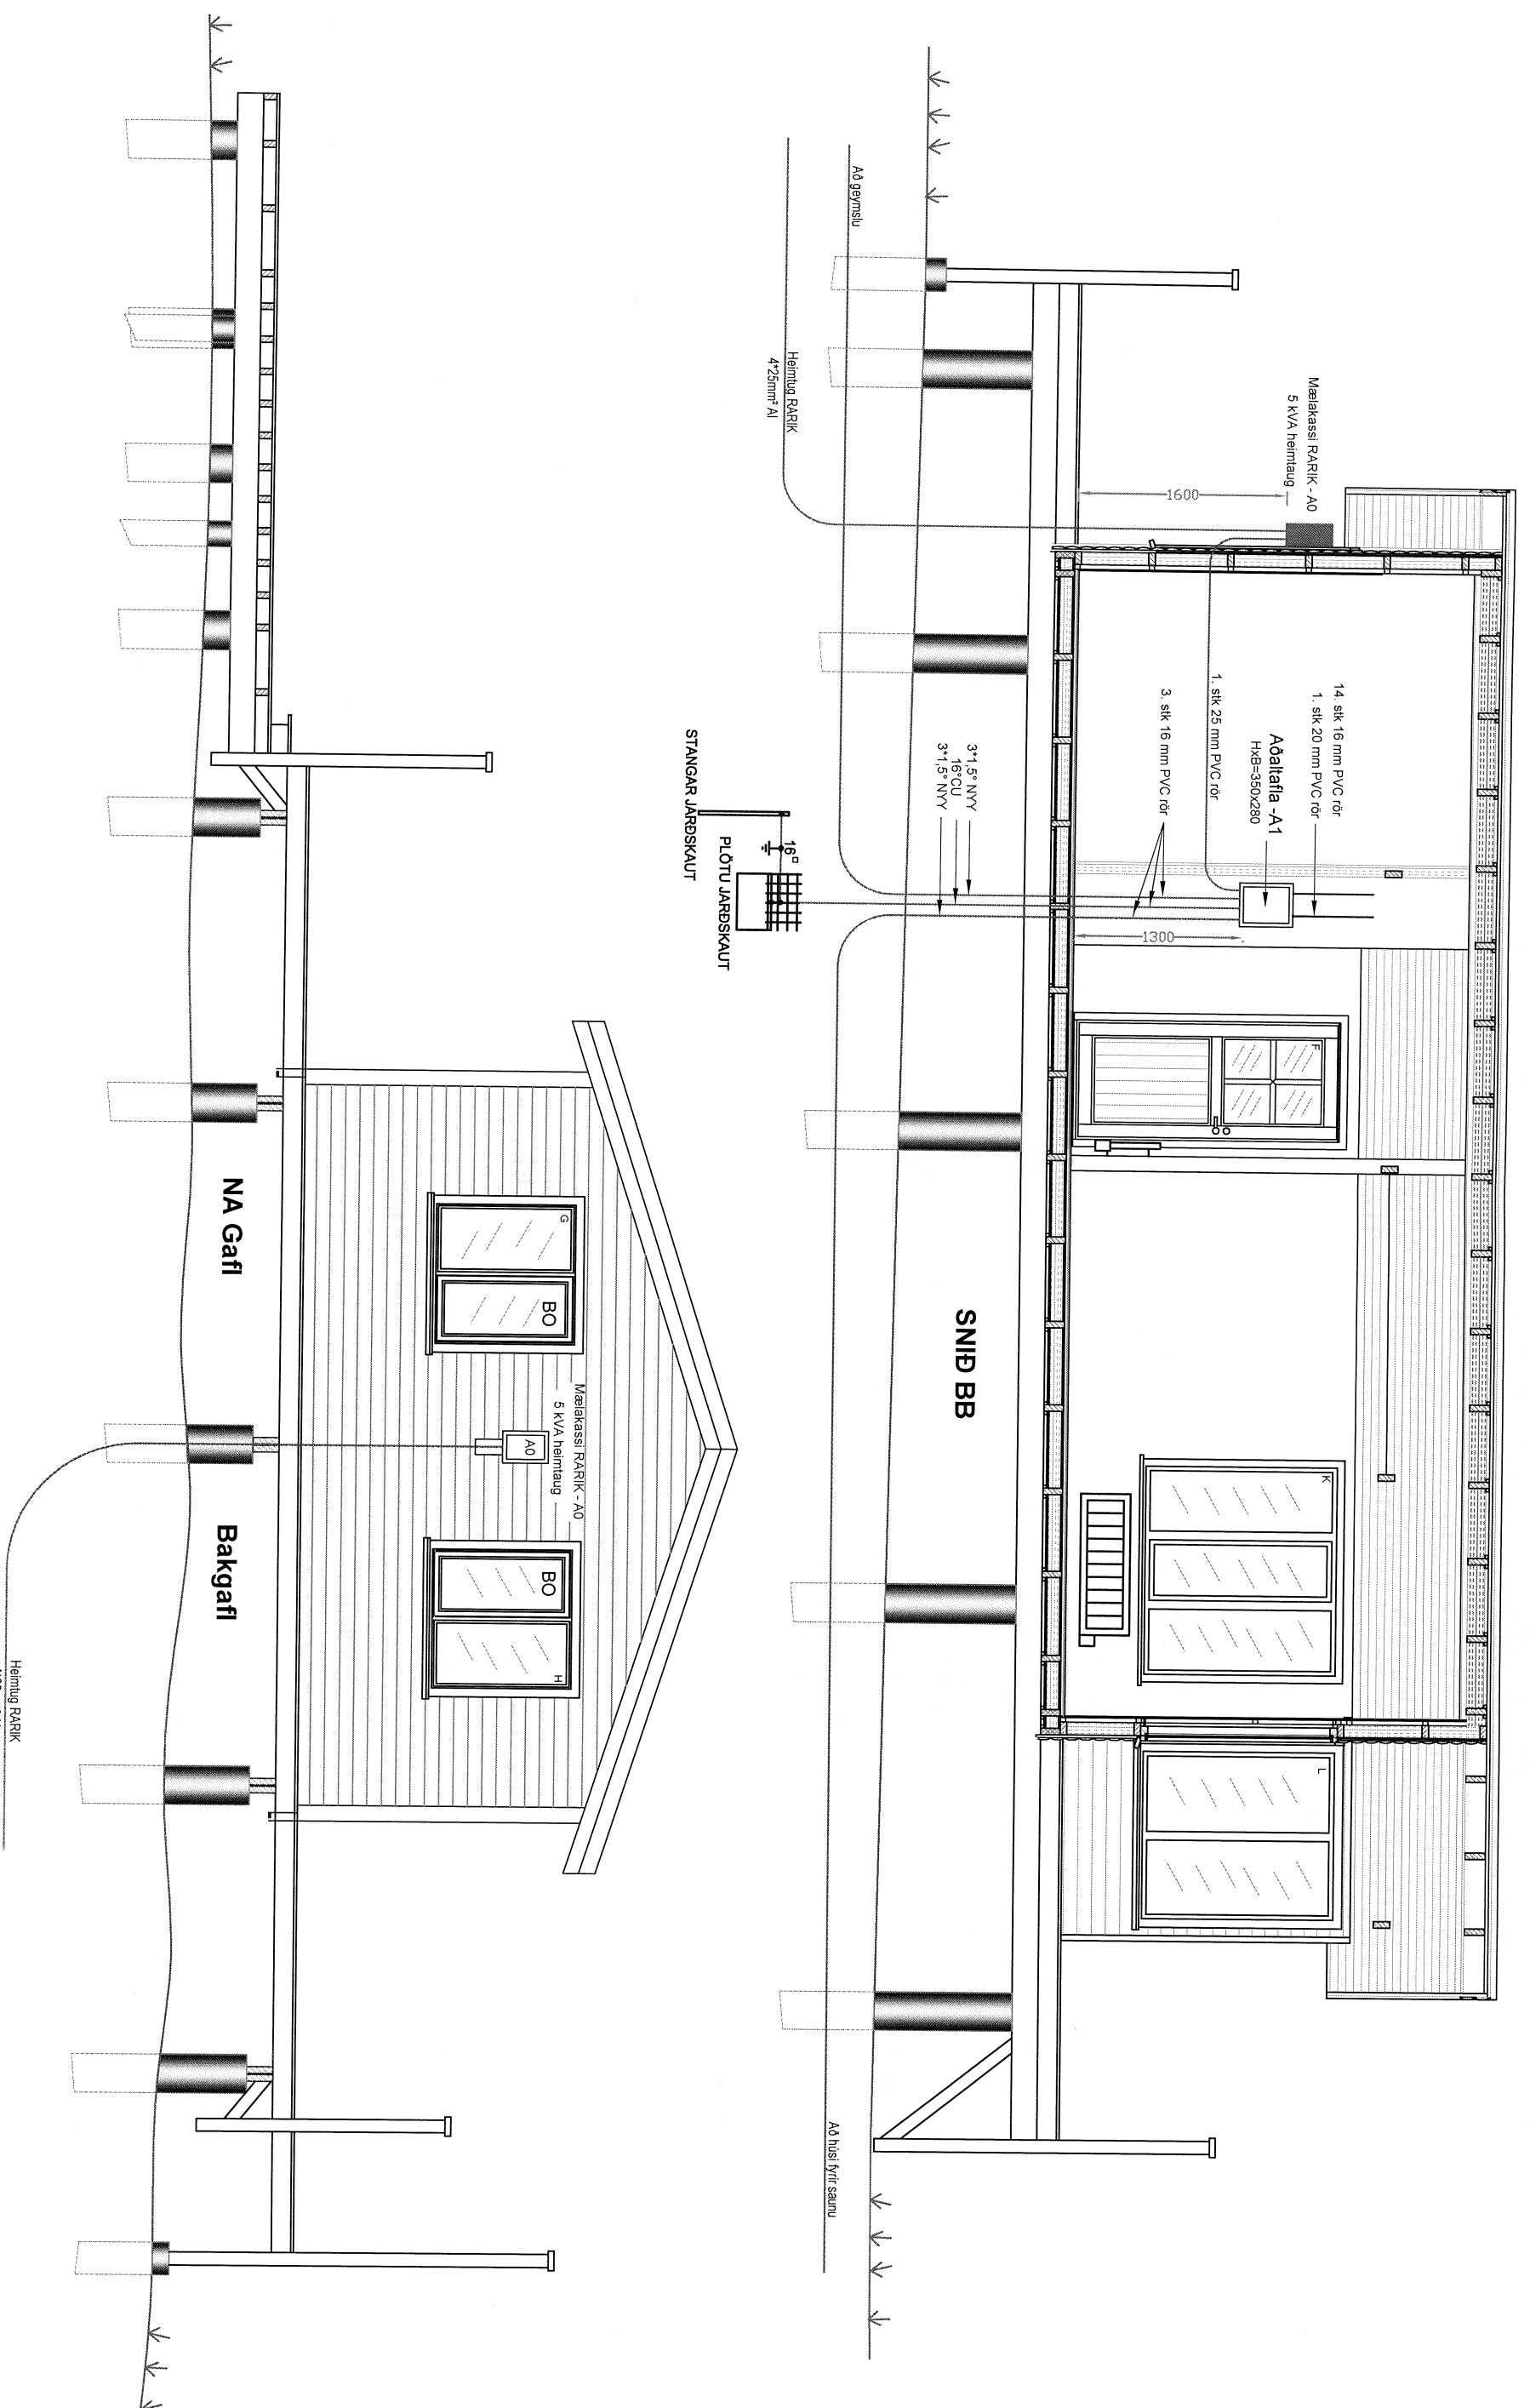 Mælakassi RARIK - A0
5 kVA heimtaug
1600
14. stk 16 mm PVC rör
1. stk 20 mm PVC rör
Aðaltafla -A1
HxB=350x280
1. stk 25 mm PVC rör
3. stk 16 mm PVC rör
1300
F
K
L
Að geymslu
Heimtug RARIK
4*25mm² Al
3*1,5° NYY
16°CU
3*1,5° NYY
SNIÐ BB
Að húsi fyrir saunu
16□
PLÖTU JARÐSKAUT
STANGAR JARÐSKAUT
Mælakassi RARIK - A0
5 kVA heimtaug
G
BO
A0
BO
H
NA Gafl
Bakgafl
Heimtug RARIK